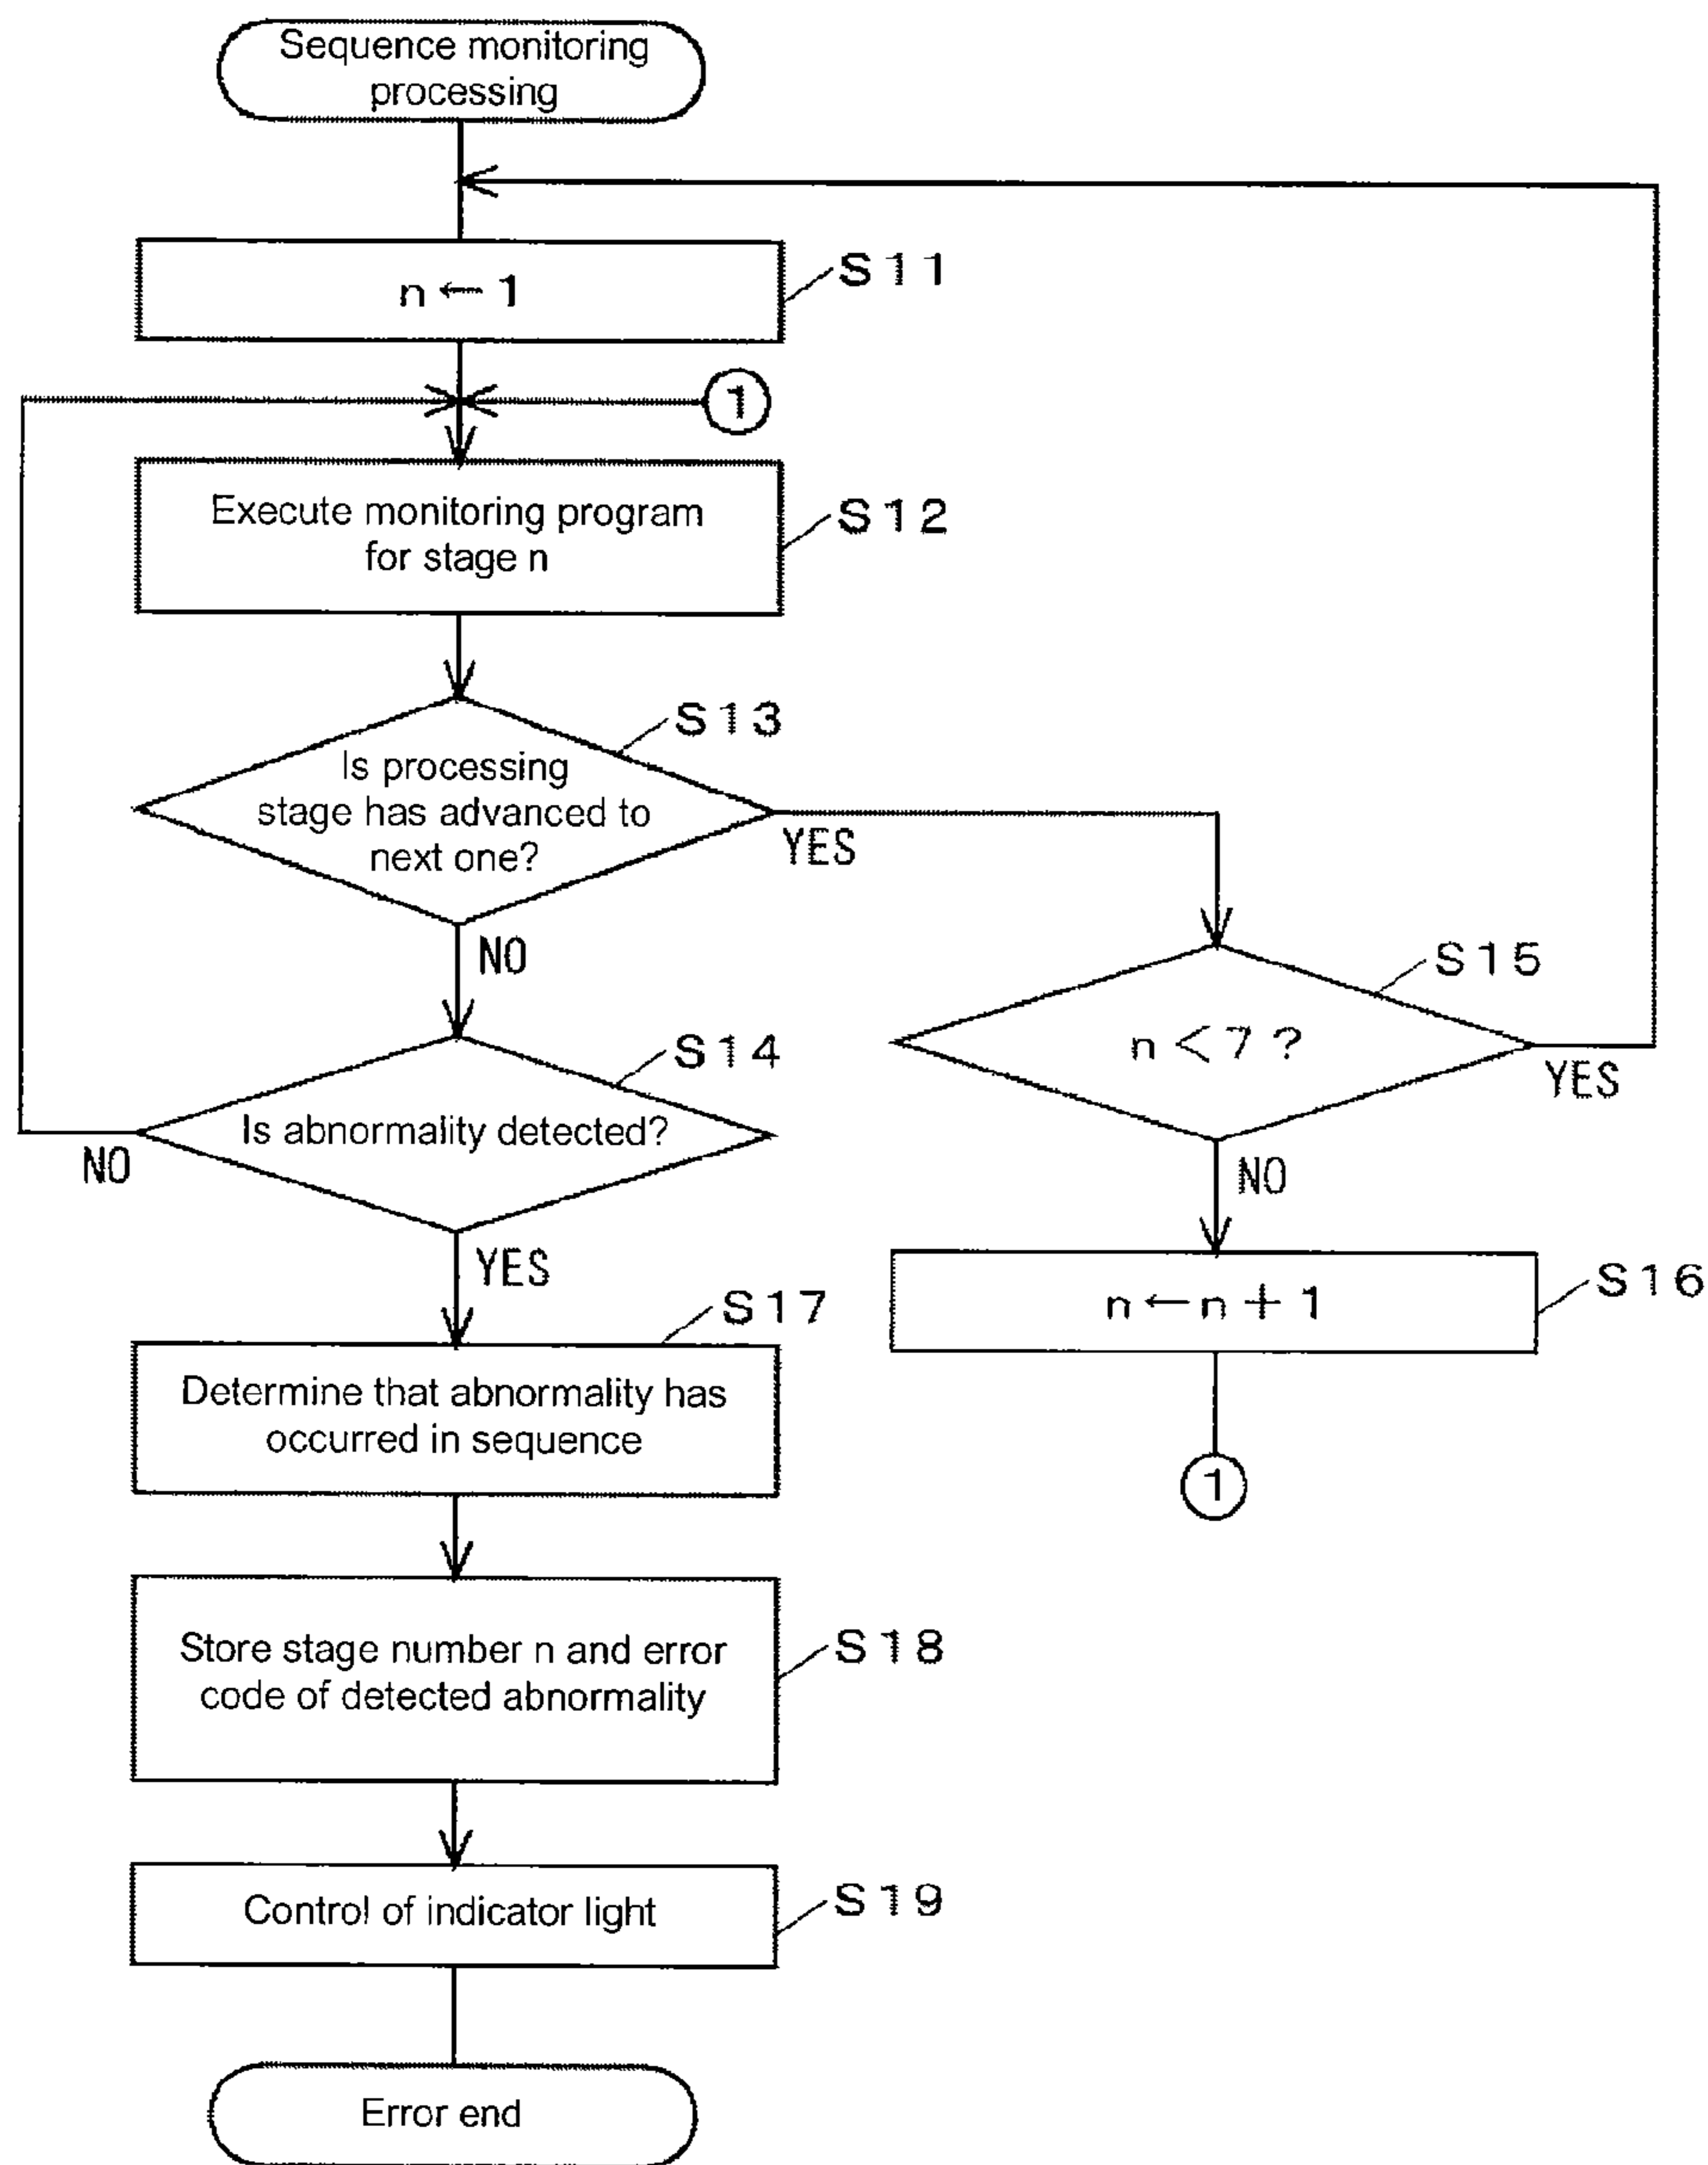 Sequence monitoring
processing
n ← 1
S11
1
Execute monitoring program
for stage n
S12
S13
Is processing
stage has advanced to
next one?
YES
NO
S15
n < 7 ?
YES
NO
S14
Is abnormality detected?
NO
YES
S16
n ← n + 1
1
S17
Determine that abnormality has
occurred in sequence
Store stage number n and error
code of detected abnormality
S18
Control of indicator light
S19
Error end